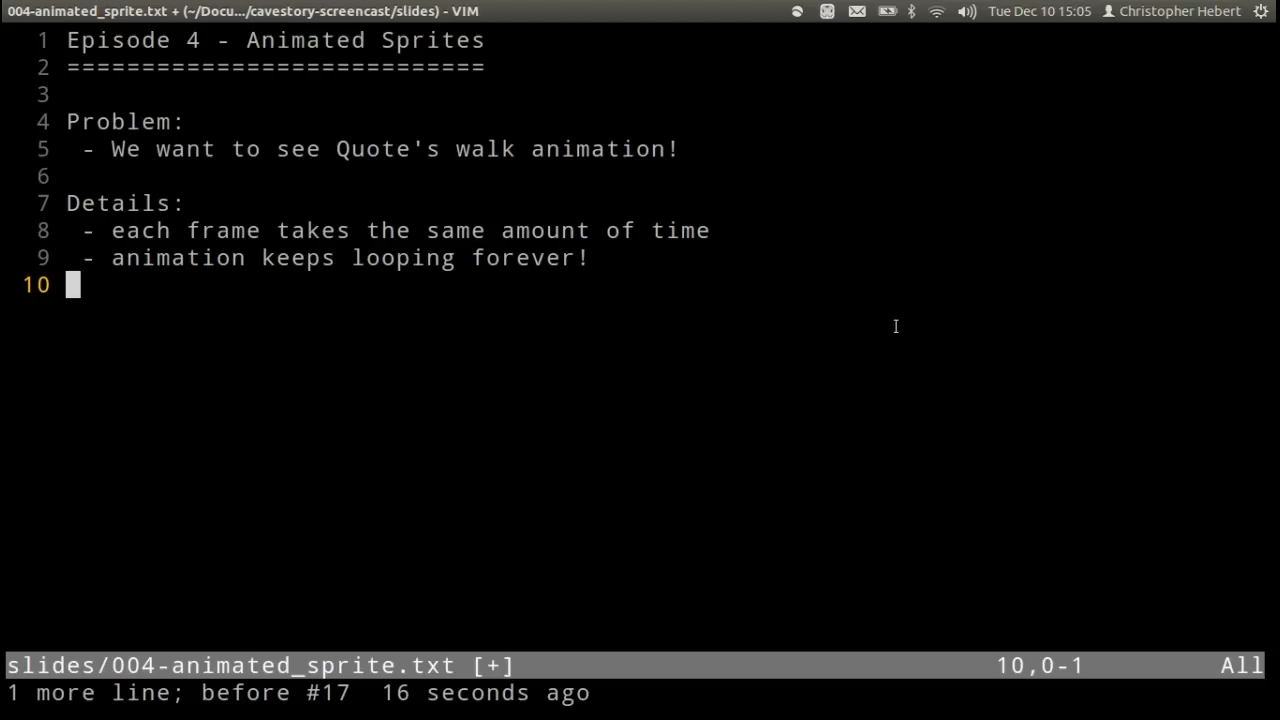 004-animated_sprite.txt + (~/Docu.../cavestory-screencast/slides) - VIM
Tue Dec 10 15:05 Christopher Hebert
1 Episode 4 - Animated Sprites
2 ============================
3
4 Problem:
5 - We want to see Quote's walk animation!
6
7 Details:
8 - each frame takes the same amount of time
9 - animation keeps looping forever!
10
slides/004-animated_sprite.txt [+] 10,0-1 All
1 more line; before #17 16 seconds ago